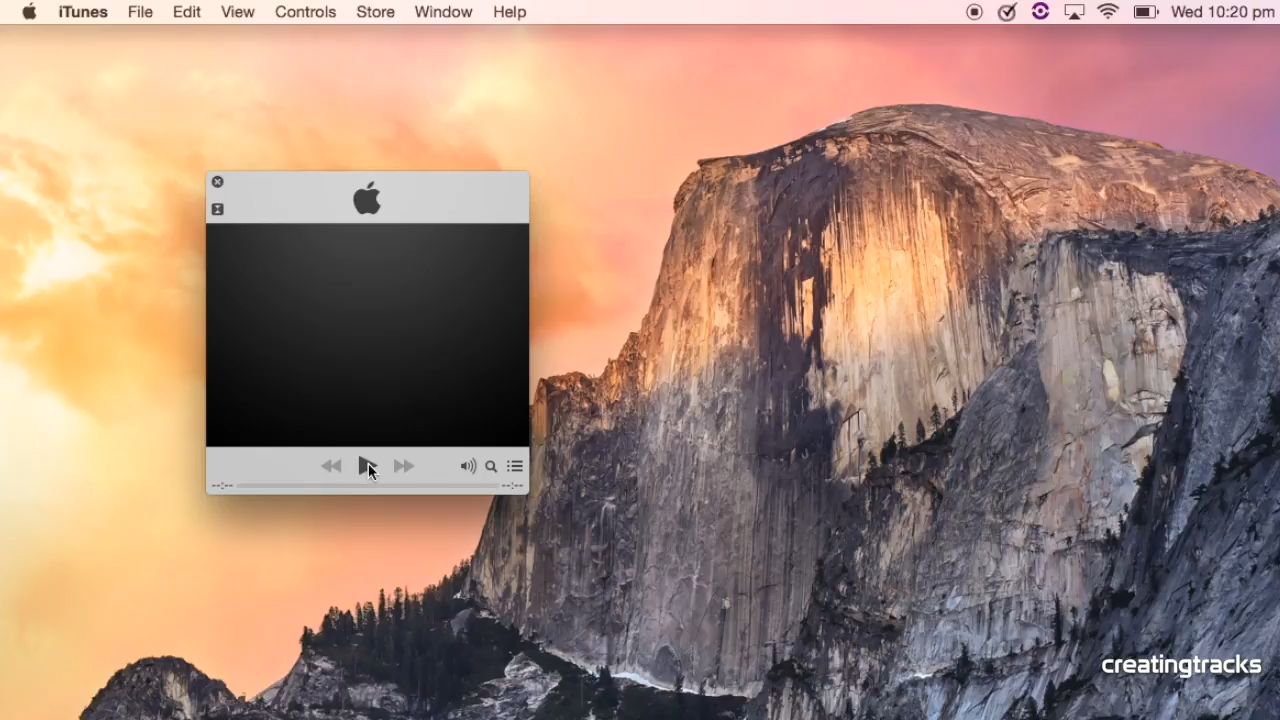 iTunes File Edit View Controls Store Window Help Wed 10:20 pm
--:-- --:--
creatingtracks